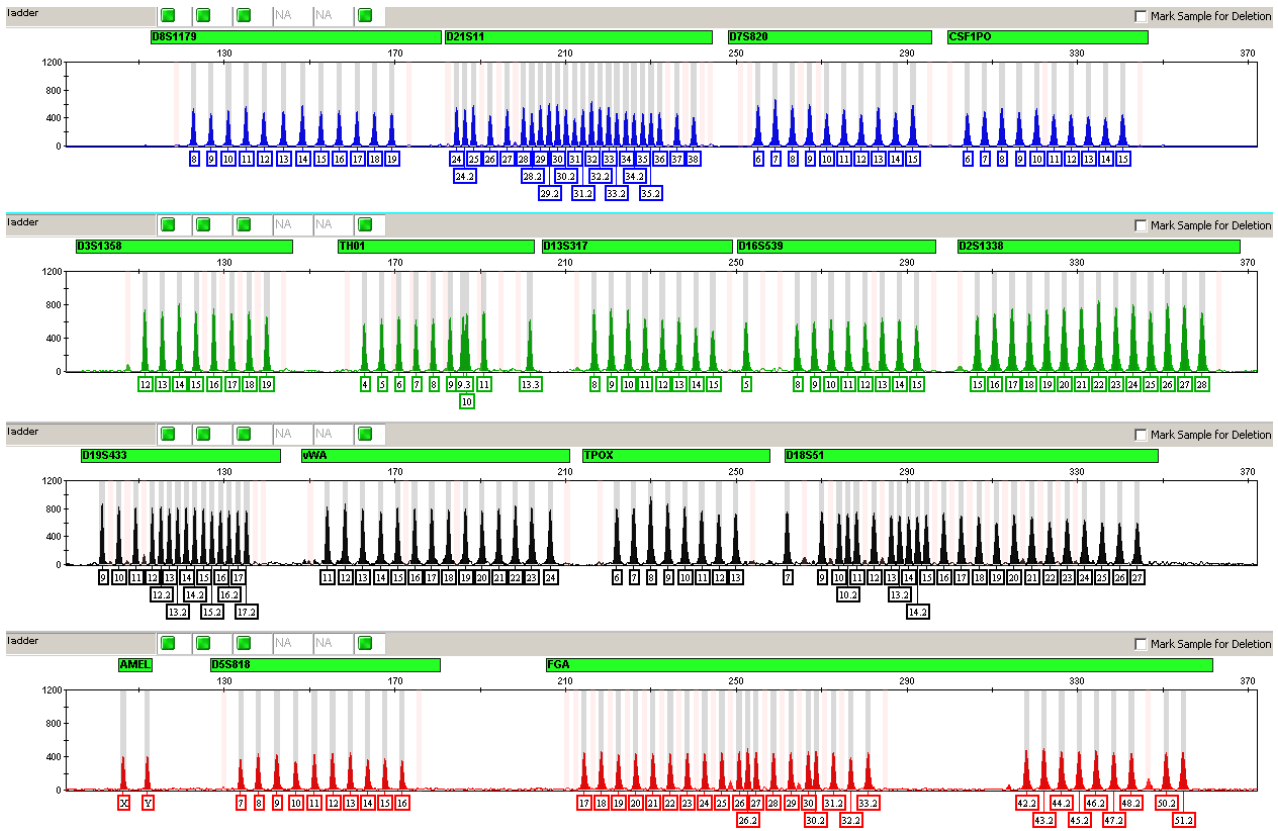 ladder NA NA Mark Sample for Deletion
D8S1179 D21S11 D7S820 CSF1PO
130 170 210 250 290 330 370
1200
800
400
0
8 9 10 11 12 13 14 15 16 17 18 19 24 25 26 27 28 29 30 31 32 33 34 35 36 37 38 6 7 8 9 10 11 12 13 14 15 6 7 8 9 10 11 12 13 14 15
24.2 28.2 30.2 32.2 34.2
29.2 31.2 33.2 35.2
ladder NA NA Mark Sample for Deletion
D3S1358 TH01 D13S317 D16S539 D2S1338
130 170 210 250 290 330 370
1200
800
400
0
12 13 14 15 16 17 18 19 4 5 6 7 8 9 9.3 11 13.3 8 9 10 11 12 13 14 15 5 8 9 10 11 12 13 14 15 15 16 17 18 19 20 21 22 23 24 25 26 27 28
10
ladder NA NA Mark Sample for Deletion
D19S433 vWA TPOX D18S51
130 170 210 250 290 330 370
1200
800
400
0
9 10 11 12 13 14 15 16 17 11 12 13 14 15 16 17 18 19 20 21 22 23 24 6 7 8 9 10 11 12 13 7 9 10 11 12 13 14 15 16 17 18 19 20 21 22 23 24 25 26 27
12.2 14.2 16.2 10.2 13.2
13.2 15.2 17.2 14.2
ladder NA NA Mark Sample for Deletion
AMEL D5S818 FGA
130 170 210 250 290 330 370
1200
800
400
0
X Y 7 8 9 10 11 12 13 14 15 16 17 18 19 20 21 22 23 24 25 26 27 28 29 30 31.2 33.2 42.2 44.2 46.2 48.2 50.2
26.2 30.2 32.2 43.2 45.2 47.2 51.2